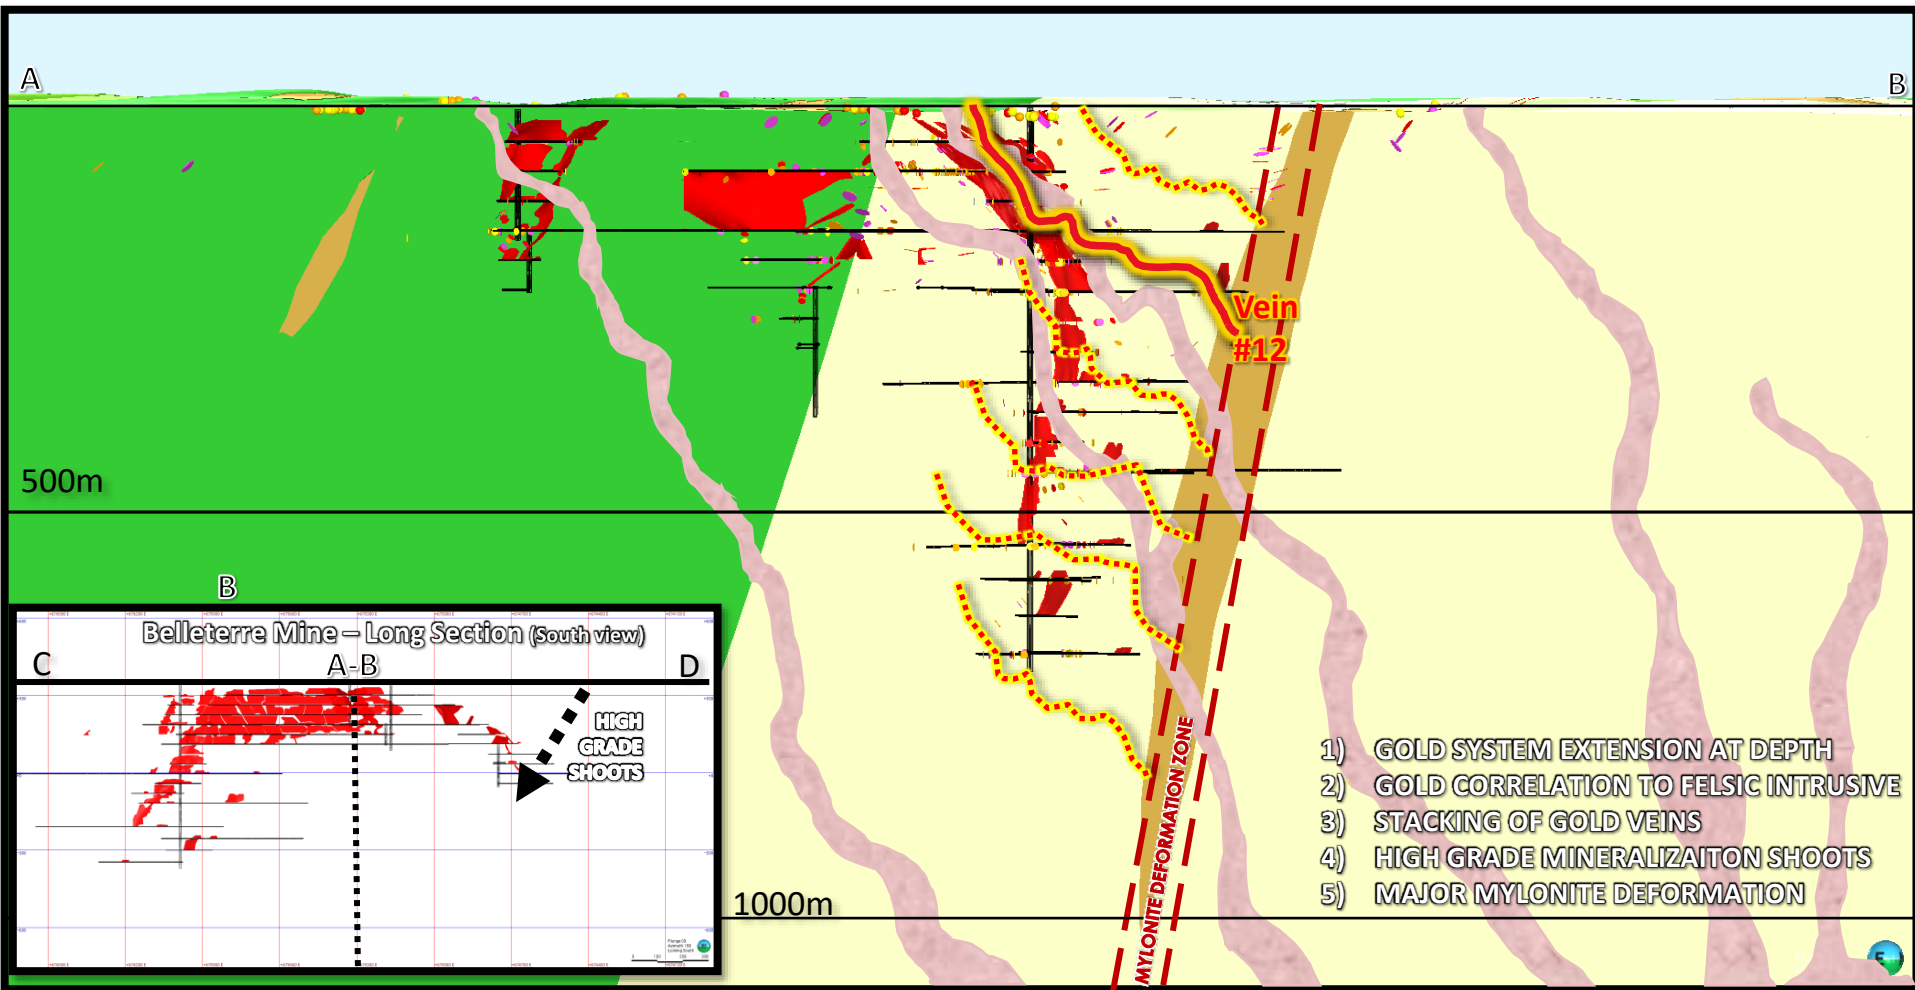 A
B
Vein
#12
500m
B
Belleterre Mine – Long Section (South view)
C
A-B
D
HIGH
GRADE
SHOOTS
MYLONITE DEFORMATION ZONE
1) GOLD SYSTEM EXTENSION AT DEPTH
2) GOLD CORRELATION TO FELSIC INTRUSIVE
3) STACKING OF GOLD VEINS
4) HIGH GRADE MINERALIZAITON SHOOTS
5) MAJOR MYLONITE DEFORMATION
1000m